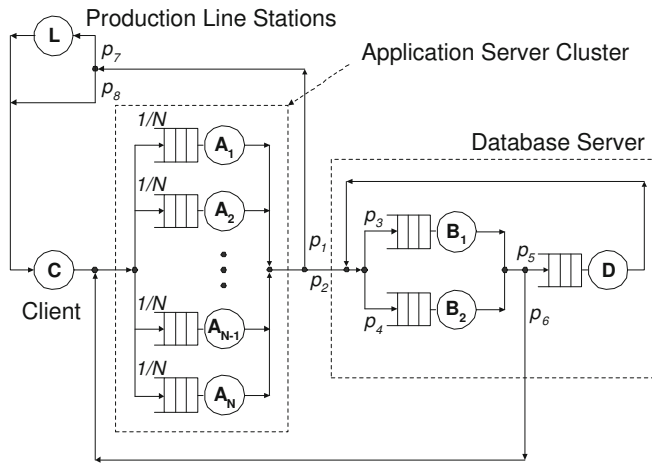 Production Line Stations
L
p7
p8
Application Server Cluster
1/N
A1
1/N
A2
Database Server
p3
B1
p1
p2
p5
D
C
Client
p4
B2
p6
1/N
AN-1
1/N
AN